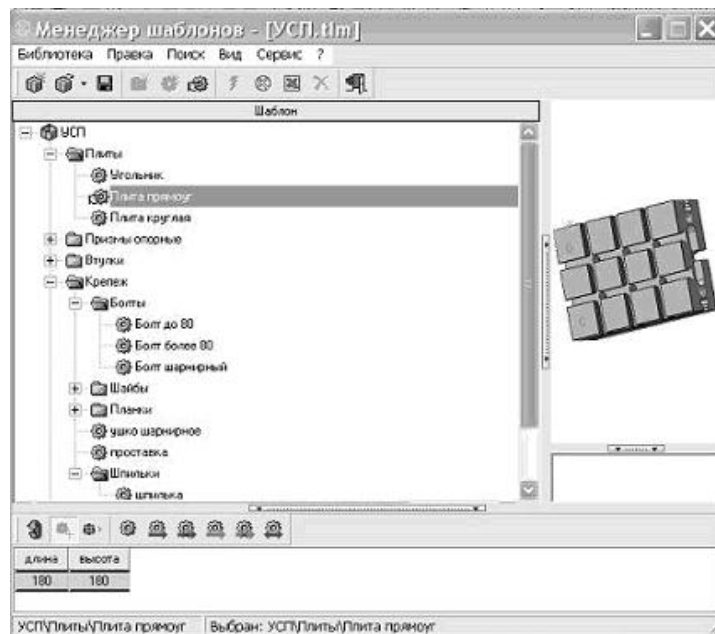 Менеджер шаблонов - [УСП.tlm]
Библиотека Правка Поиск Вид Сервис ?
Шаблон
УСП
Плиты
Угольник
Плита прямоуг
Плита круглая
Призмы опорные
Втулки
Крепеж
Болты
Болт до 80
Болт более 80
Болт шарнирный
Шайбы
Планки
ушко шарнирное
проставка
Шпильки
шпилька
длина высота
180 180
УСП\Плиты\Плита прямоуг Выбран: УСП\Плиты\Плита прямоуг